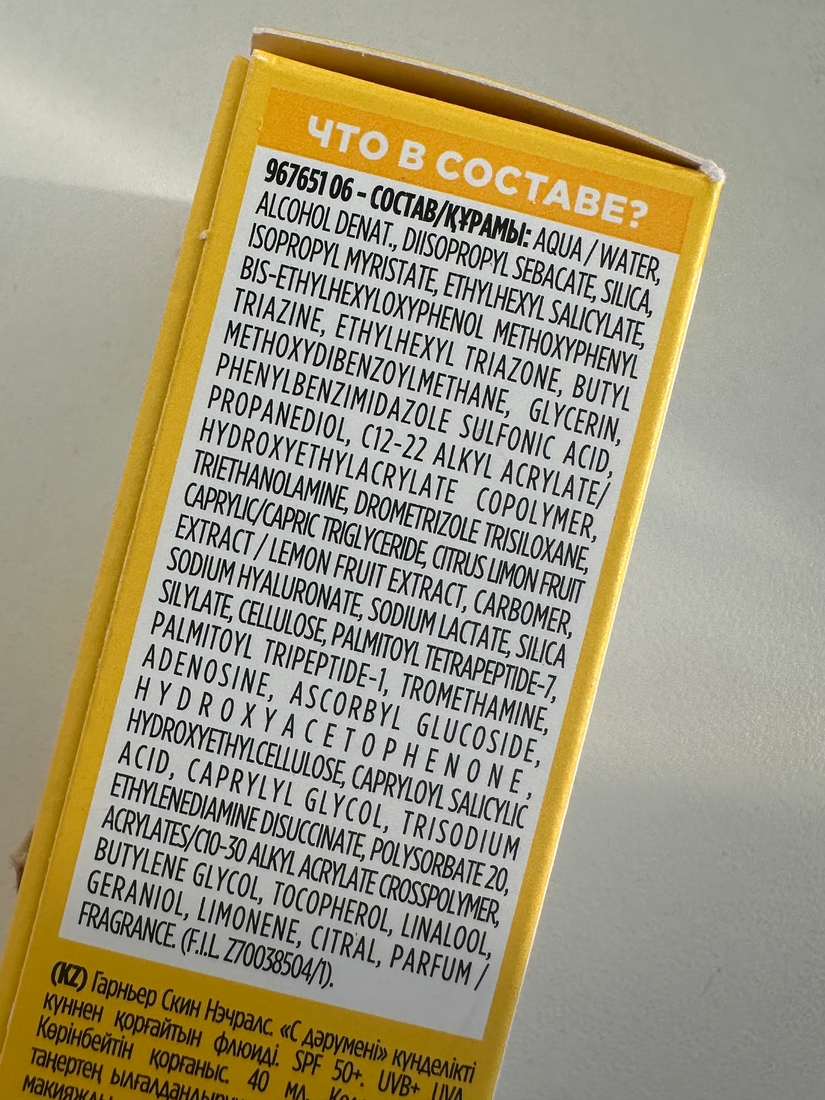 ЧТО В СОСТАВЕ?
967651 06 – СОСТАВ/ҚҰРАМЫ: AQUA / WATER,
ALCOHOL DENAT., DIISOPROPYL SEBACATE, SILICA,
ISOPROPYL MYRISTATE, ETHYLHEXYL SALICYLATE,
BIS-ETHYLHEXYLOXYPHENOL METHOXYPHENYL
TRIAZINE, ETHYLHEXYL TRIAZONE, BUTYL
METHOXYDIBENZOYLMETHANE, GLYCERIN,
PHENYLBENZIMIDAZOLE SULFONIC ACID,
PROPANEDIOL, C12-22 ALKYL ACRYLATE/
HYDROXYETHYLACRYLATE COPOLYMER,
TRIETHANOLAMINE, DROMETRIZOLE TRISILOXANE,
CAPRYLIC/CAPRIC TRIGLYCERIDE, CITRUS LIMON FRUIT
EXTRACT / LEMON FRUIT EXTRACT, CARBOMER,
SODIUM HYALURONATE, SODIUM LACTATE, SILICA
SILYLATE, CELLULOSE, PALMITOYL TETRAPEPTIDE-7,
PALMITOYL TRIPEPTIDE-1, TROMETHAMINE,
ADENOSINE, ASCORBYL GLUCOSIDE,
HYDROXYACETOPHENONE,
HYDROXYETHYLCELLULOSE, CAPRYLOYL SALICYLIC
ACID, CAPRYLYL GLYCOL, TRISODIUM
ETHYLENEDIAMINE DISUCCINATE, POLYSORBATE 20,
ACRYLATES/C10-30 ALKYL ACRYLATE CROSSPOLYMER,
BUTYLENE GLYCOL, TOCOPHEROL, LINALOOL,
GERANIOL, LIMONENE, CITRAL, PARFUM /
FRAGRANCE. (F.I.L. Z70038504/1).
(KZ) Гарньер Скин Нэчралс. «С дәрумені» күнделікті
күннен қорғайтын флюиді. SPF 50+. UVB+ UVA.
Көрінбейтін қорғаныс. 40 мл.
таңертең